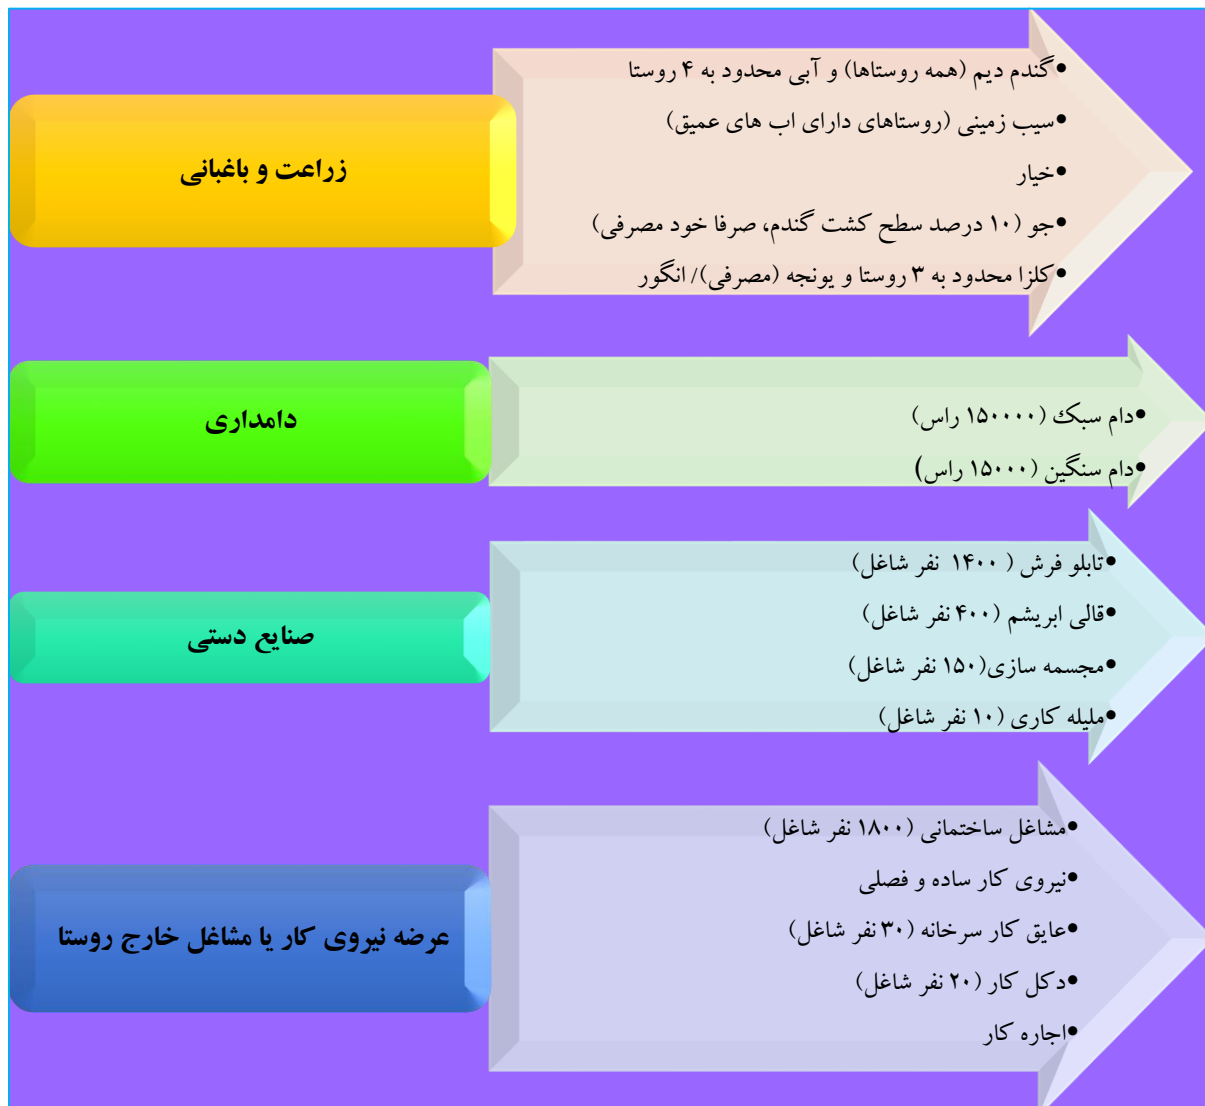 زراعت و باغبانی
•گندم دیم (همه روستاها) و آبی محدود به ۴ روستا
•سیب زمینی (روستاهای دارای اب های عمیق)
•خیار
•جو (۱۰ درصد سطح کشت گندم، صرفا خود مصرفی)
•کلزا محدود به ۳ روستا و یونجه (مصرفی)/ انگور
دامداری
•دام سبک (۱۵۰۰۰۰ راس)
•دام سنگین (۱۵۰۰۰ راس)
صنایع دستی
•تابلو فرش ( ۱۴۰۰ نفر شاغل)
•قالی ابریشم (۴۰۰ نفر شاغل)
•مجسمه سازی(۱۵۰ نفر شاغل)
•ملیله کاری (۱۰ نفر شاغل)
عرضه نیروی کار یا مشاغل خارج روستا
•مشاغل ساختمانی (۱۸۰۰ نفر شاغل)
•نیروی کار ساده و فصلی
•عایق کار سرخانه (۳۰ نفر شاغل)
•دکل کار (۲۰ نفر شاغل)
•اجاره کار